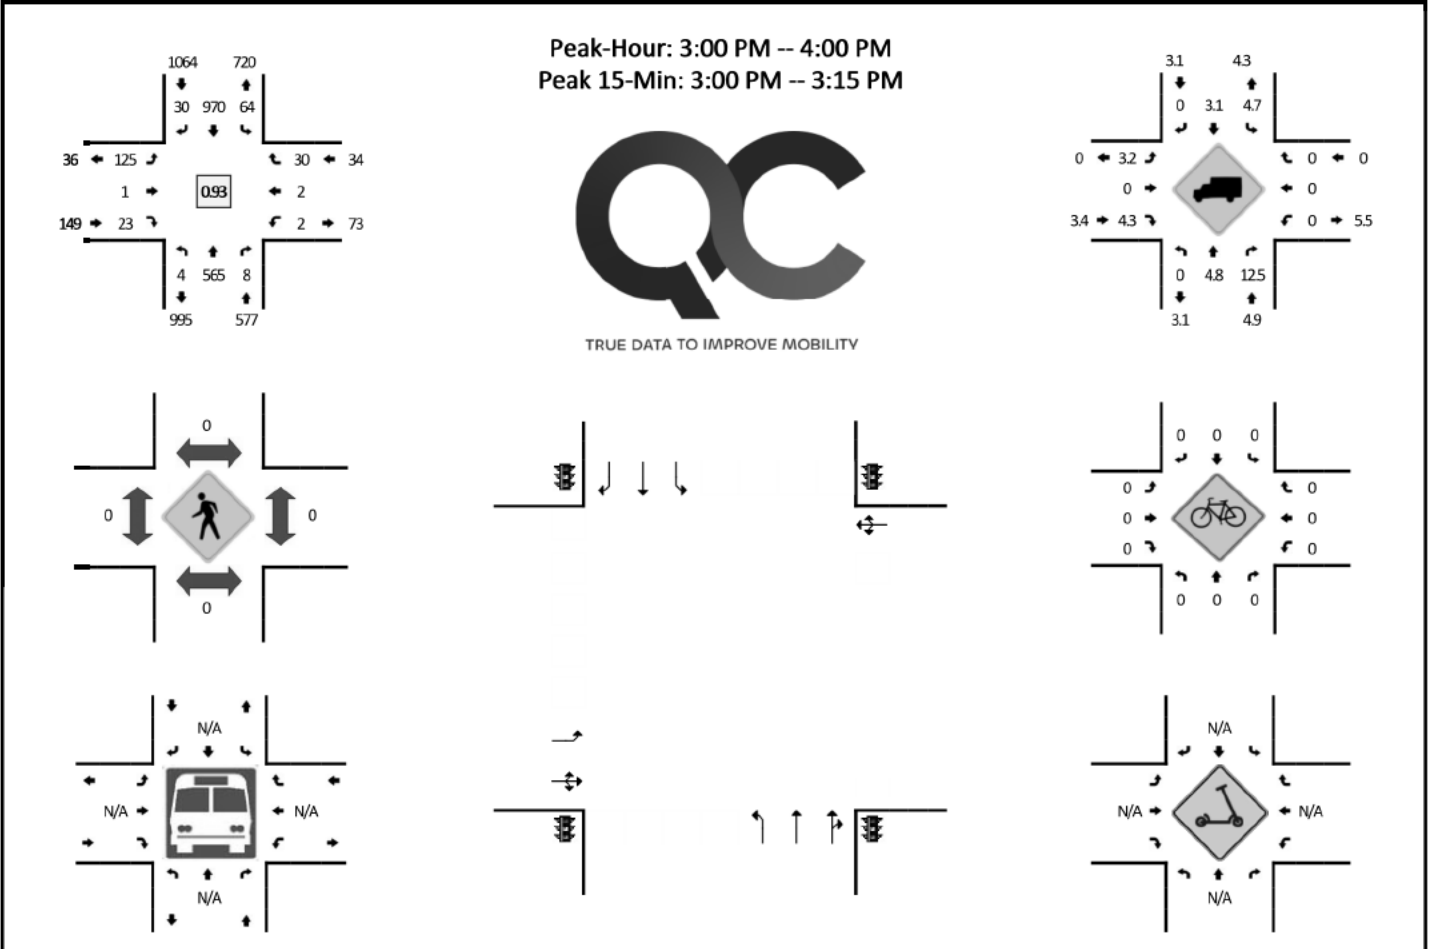 Peak-Hour: 3:00 PM -- 4:00 PM
Peak 15-Min: 3:00 PM -- 3:15 PM
1064 720
30 970 64
36 125 30 34
1 0.93 2
149 23 2 73
4 565 8
995 577
QC
TRUE DATA TO IMPROVE MOBILITY
3.1 4.3
0 3.1 4.7
0 3.2 0 0
0 0
3.4 4.3 0 5.5
0 4.8 12.5
3.1 4.9
0
0 0
0
0 0 0
0 0
0 0
0 0
0 0 0
N/A
N/A N/A
N/A
N/A
N/A N/A
N/A